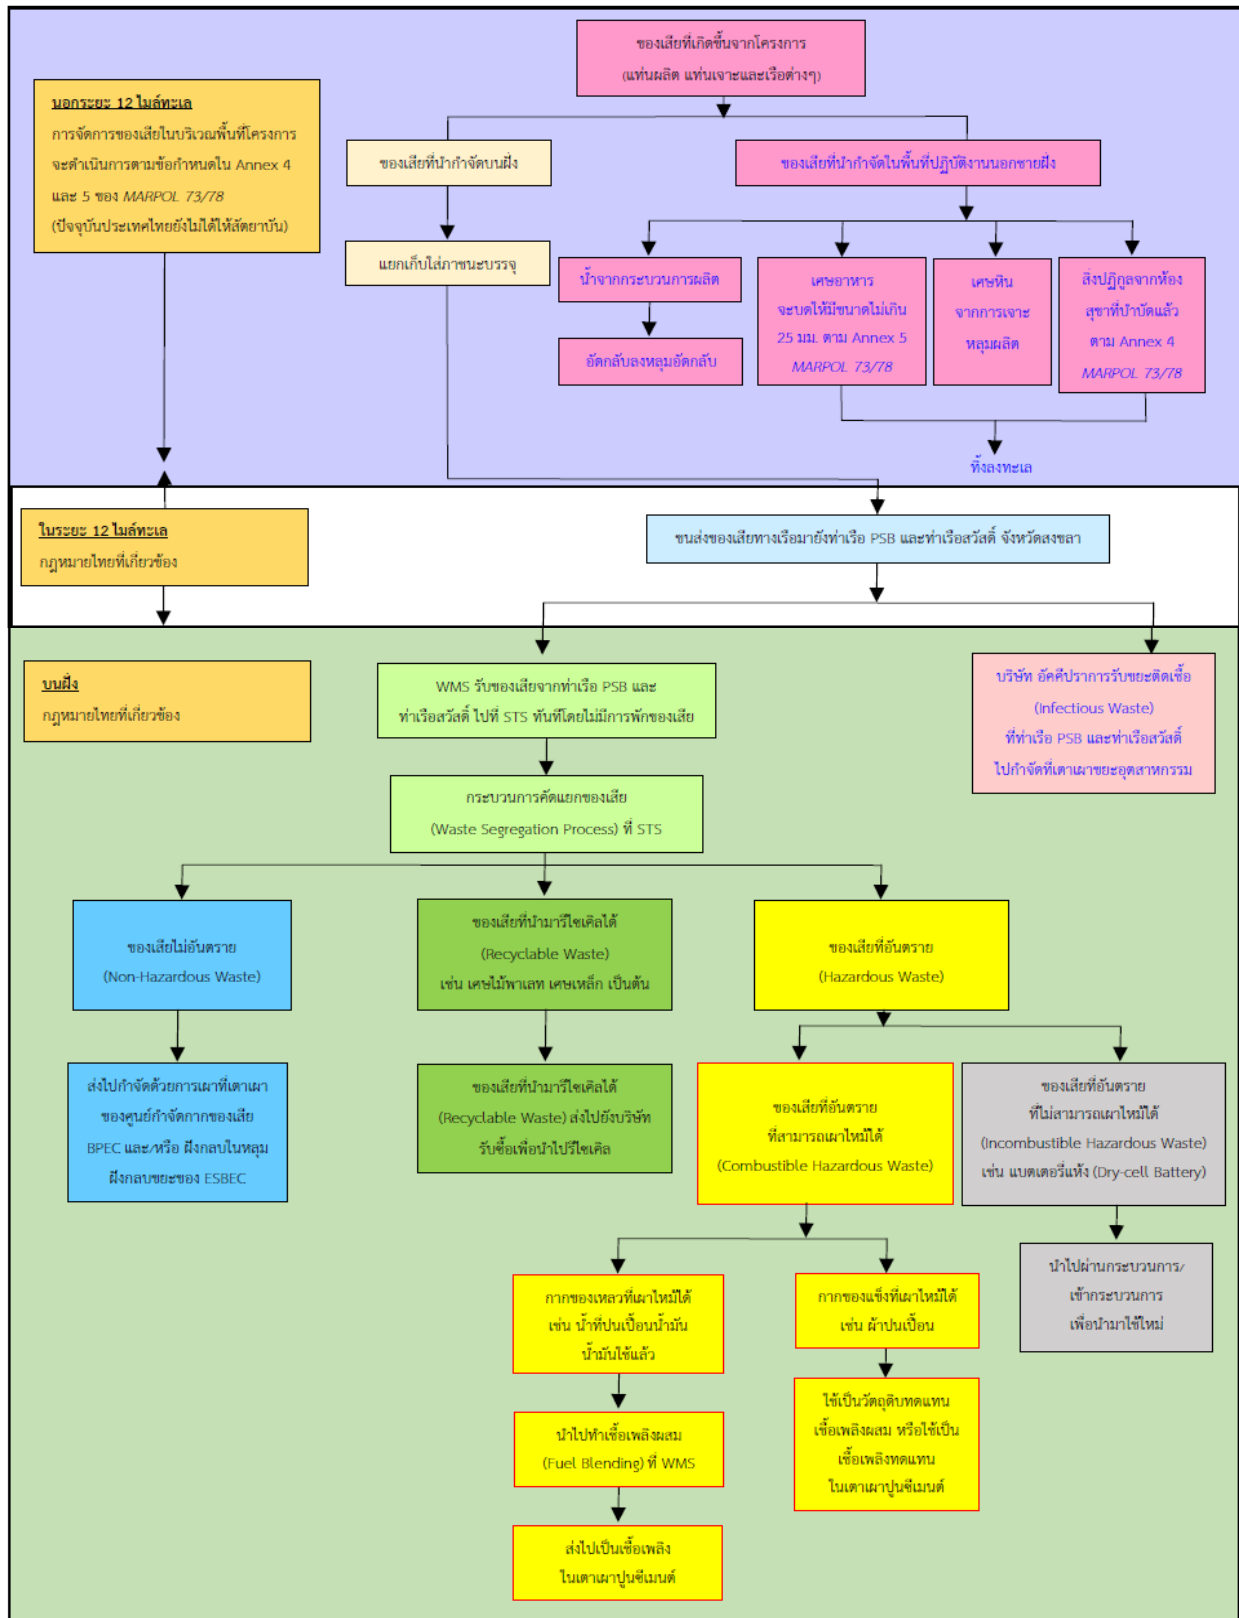 ของเสียที่เกิดขึ้นจากโครงการ
(แท่นผลิต แท่นเจาะและเรือต่างๆ)
นอกระยะ 12 ไมล์ทะเล
การจัดการของเสียในบริเวณพื้นที่โครงการ
จะดำเนินการตามข้อกำหนดใน Annex 4
และ 5 ของ MARPOL 73/78
(ปัจจุบันประเทศไทยยังไม่ได้ให้สัตยาบัน)
ของเสียที่นำกำจัดบนฝั่ง
ของเสียที่นำกำจัดในพื้นที่ปฏิบัติงานนอกชายฝั่ง
แยกเก็บใส่ภาชนะบรรจุ
น้ำจากกระบวนการผลิต
อัดกลับลงหลุมอัดกลับ
เศษอาหาร
จะบดให้มีขนาดไม่เกิน
25 มม. ตาม Annex 5
MARPOL 73/78
เศษหิน
จากการเจาะ
หลุมผลิต
สิ่งปฏิกูลจากห้อง
สุขาที่บำบัดแล้ว
ตาม Annex 4
MARPOL 73/78
ทิ้งลงทะเล
ในระยะ 12 ไมล์ทะเล
กฎหมายไทยที่เกี่ยวข้อง
ขนส่งของเสียทางเรือมายังท่าเรือ PSB และท่าเรือสวัสดิ์ จังหวัดสงขลา
บนฝั่ง
กฎหมายไทยที่เกี่ยวข้อง
WMS รับของเสียจากท่าเรือ PSB และ
ท่าเรือสวัสดิ์ ไปที่ STS ทันทีโดยไม่มีการพักของเสีย
บริษัท อัคคีปราการรับขยะติดเชื้อ
(Infectious Waste)
ที่ท่าเรือ PSB และท่าเรือสวัสดิ์
ไปกำจัดที่เตาเผาขยะอุตสาหกรรม
กระบวนการคัดแยกของเสีย
(Waste Segregation Process) ที่ STS
ของเสียไม่อันตราย
(Non-Hazardous Waste)
ของเสียที่นำมารีไซเคิลได้
(Recyclable Waste)
เช่น เศษไม้พาเลท เศษเหล็ก เป็นต้น
ของเสียที่อันตราย
(Hazardous Waste)
ส่งไปกำจัดด้วยการเผาที่เตาเผา
ของศูนย์กำจัดกากของเสีย
BPEC และ/หรือ ฝังกลบในหลุม
ฝังกลบขยะของ ESBEC
ของเสียที่นำมารีไซเคิลได้
(Recyclable Waste) ส่งไปยังบริษัท
รับซื้อเพื่อนำไปรีไซเคิล
ของเสียที่อันตราย
ที่สามารถเผาไหม้ได้
(Combustible Hazardous Waste)
ของเสียที่อันตราย
ที่ไม่สามารถเผาไหม้ได้
(Incombustible Hazardous Waste)
เช่น แบตเตอรี่แห้ง (Dry-cell Battery)
กากของเหลวที่เผาไหม้ได้
เช่น น้ำที่ปนเปื้อนน้ำมัน
น้ำมันใช้แล้ว
กากของแข็งที่เผาไหม้ได้
เช่น ผ้าปนเปื้อน
นำไปผ่านกระบวนการ/
เข้ากระบวนการ
เพื่อนำมาใช้ใหม่
นำไปทำเชื้อเพลิงผสม
(Fuel Blending) ที่ WMS
ใช้เป็นวัตถุดิบทดแทน
เชื้อเพลิงผสม หรือใช้เป็น
เชื้อเพลิงทดแทน
ในเตาเผาปูนซีเมนต์
ส่งไปเป็นเชื้อเพลิง
ในเตาเผาปูนซีเมนต์